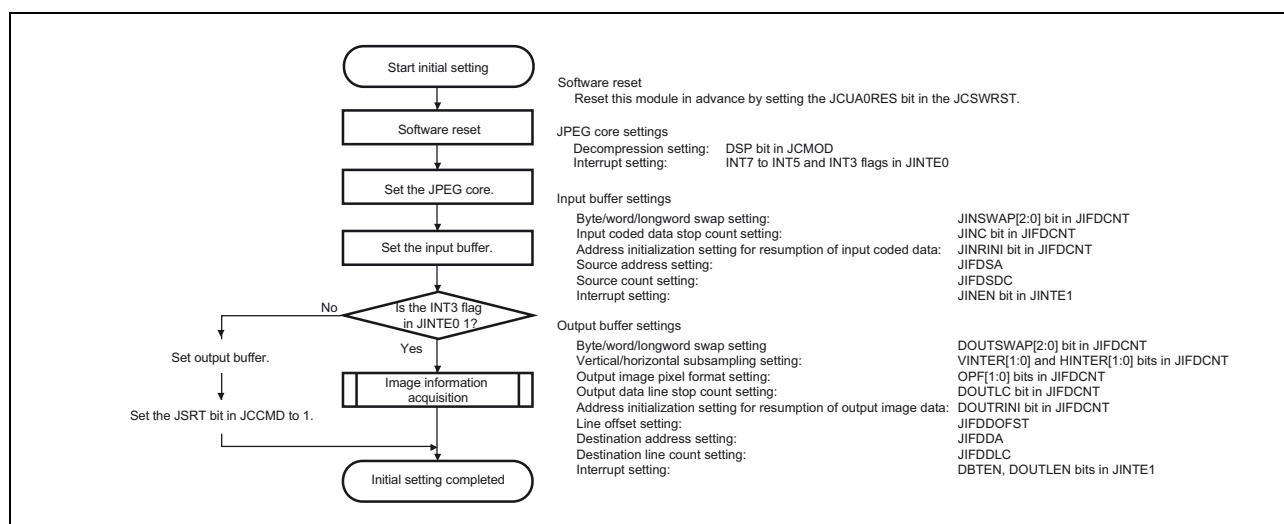 Start initial setting
Software reset
Set the JPEG core.
Set the input buffer.
Is the INT3 flag
in JINTE0 1?
No
Yes
Set output buffer.
Set the JSRT bit in JCCMD to 1.
Image information
acquisition
Initial setting completed
Software reset
Reset this module in advance by setting the JCUA0RES bit in the JCSWRST.
JPEG core settings
Decompression setting: DSP bit in JCMOD
Interrupt setting: INT7 to INT5 and INT3 flags in JINTE0
Input buffer settings
Byte/word/longword swap setting: JINSWAP[2:0] bit in JIFDCNT
Input coded data stop count setting: JINC bit in JIFDCNT
Address initialization setting for resumption of input coded data: JINRINI bit in JIFDCNT
Source address setting: JIFDSA
Source count setting: JIFDSDC
Interrupt setting: JINEN bit in JINTE1
Output buffer settings
Byte/word/longword swap setting DOUTSWAP[2:0] bit in JIFDCNT
Vertical/horizontal subsampling setting: VINTER[1:0] and HINTER[1:0] bits in JIFDCNT
Output image pixel format setting: OPF[1:0] bits in JIFDCNT
Output data line stop count setting: DOUTLC bit in JIFDCNT
Address initialization setting for resumption of output image data: DOUTRINI bit in JIFDCNT
Line offset setting: JIFDDOFST
Destination address setting: JIFDDA
Destination line count setting: JIFDDLC
Interrupt setting: DBTEN, DOUTLEN bits in JINTE1